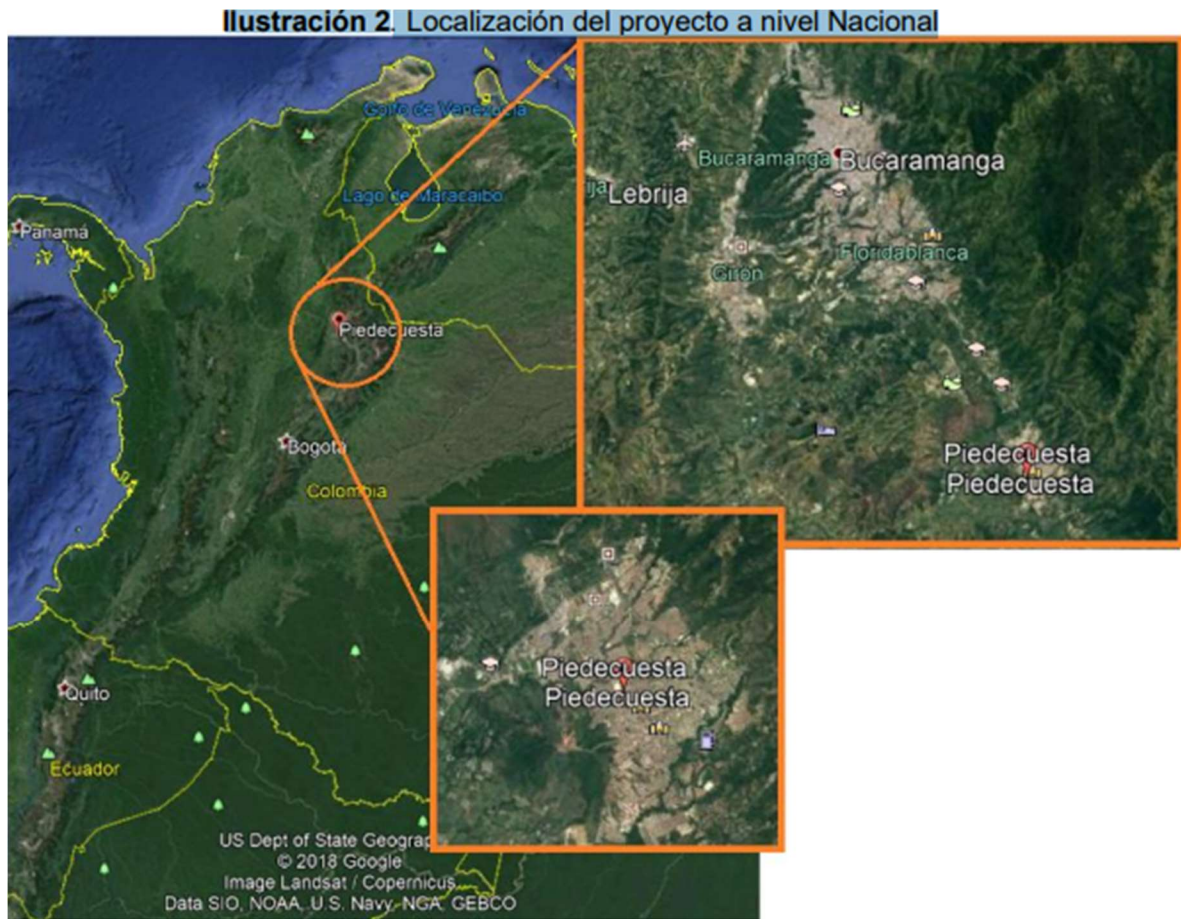 Ilustración 2. Localización del proyecto a nivel Nacional
Golfo de Venezuela
Lago de Maracaibo
Panamá
Piedecuesta
Bogotá
Colombia
Quito
Ecuador
US Dept of State Geograp
© 2018 Google
Image Landsat / Copernicus
Data SIO, NOAA, U.S. Navy, NGA, GEBCO
Bucaramanga
Bucaramanga
ija
Lebrija
Floridablanca
Girón
Piedecuesta
Piedecuesta
Piedecuesta
Piedecuesta